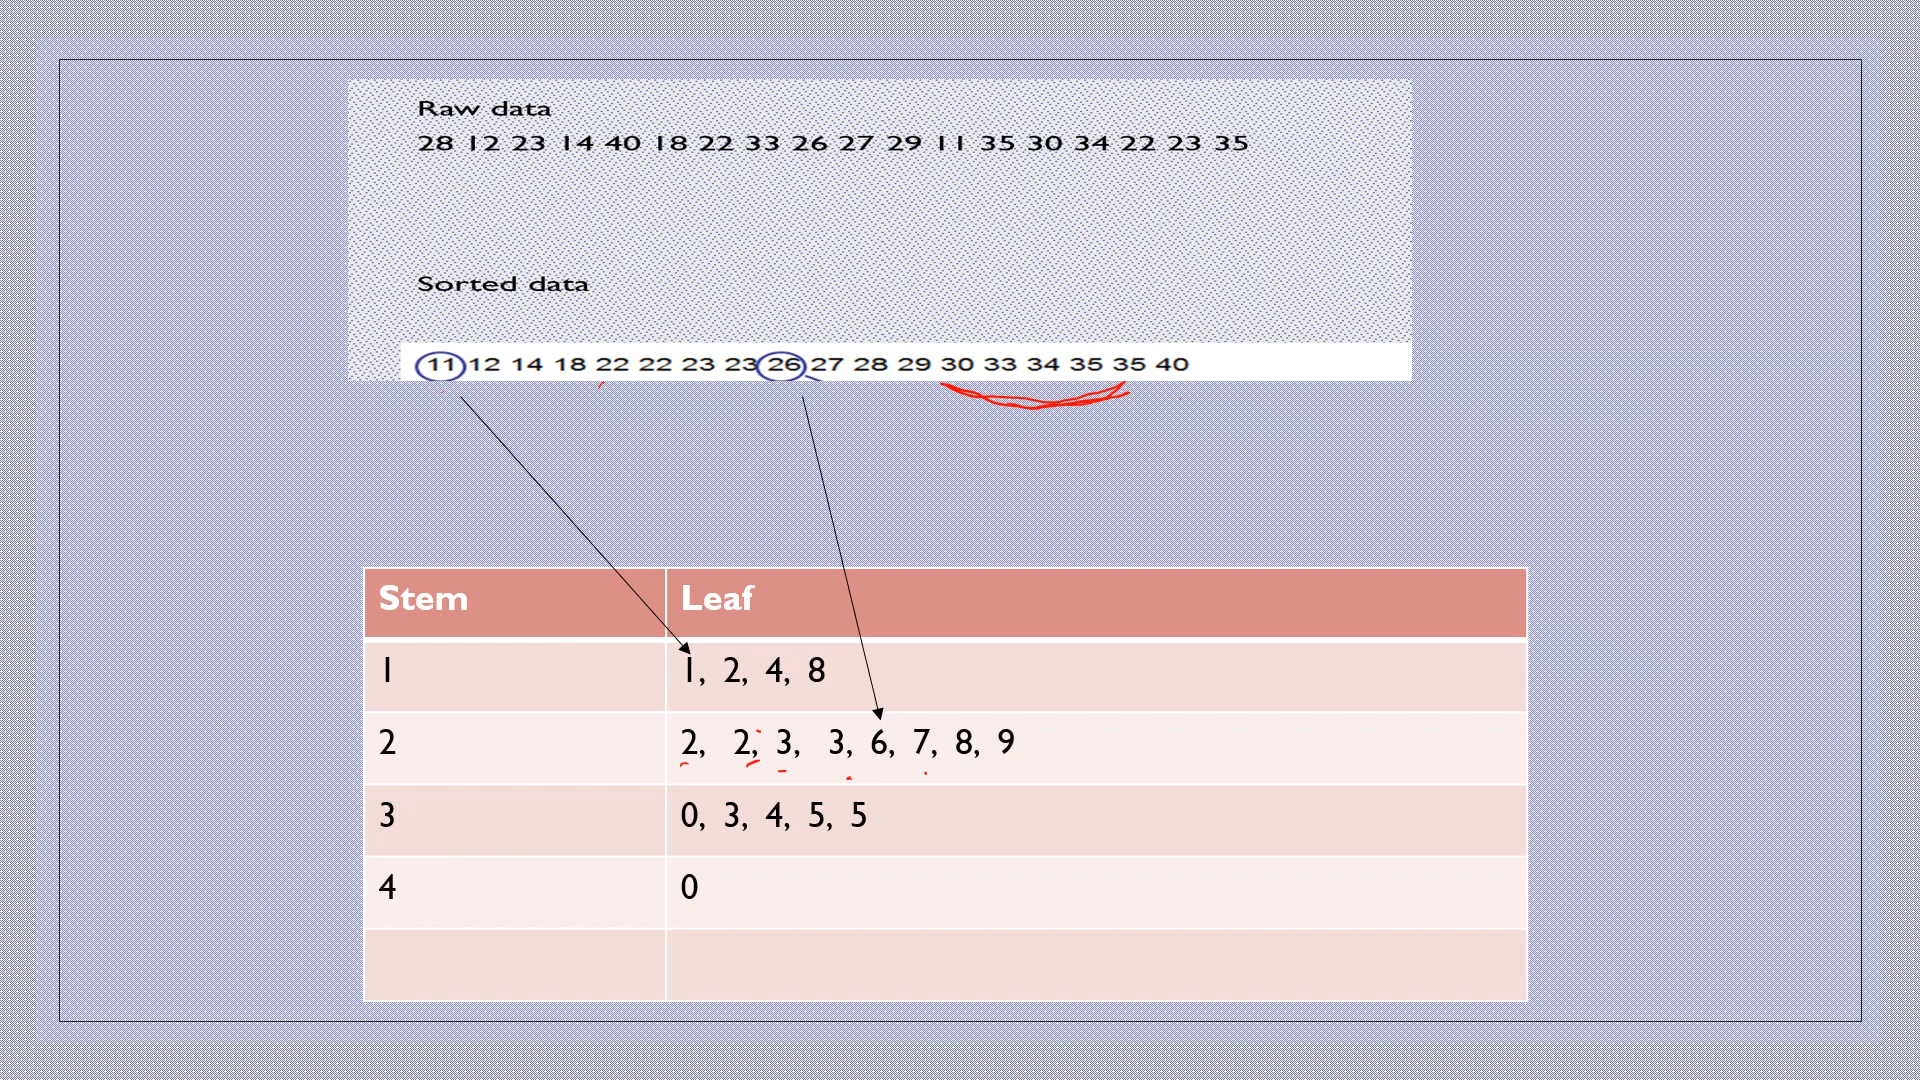 Raw data
28 12 23 14 40 18 22 33 26 27 29 11 35 30 34 22 23 35
Sorted data
11 12 14 18 22 22 23 23 26 27 28 29 30 33 34 35 35 40
Stem Leaf
1 1, 2, 4, 8
2 2, 2, 3, 3, 6, 7, 8, 9
3 0, 3, 4, 5, 5
4 0